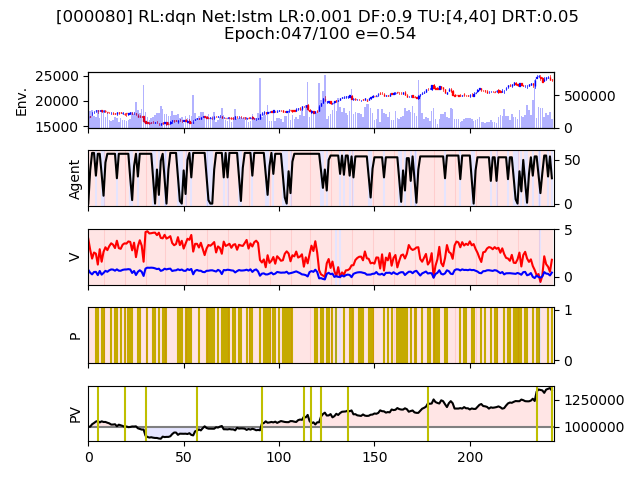 [000080] RL:dqn Net:lstm LR:0.001 DF:0.9 TU:[4,40] DRT:0.05
Epoch:047/100 e=0.54
Env.
25000
20000
15000
500000
0
Agent
50
0
V
5
0
P
1
0
PV
1250000
1000000
0
50
100
150
200